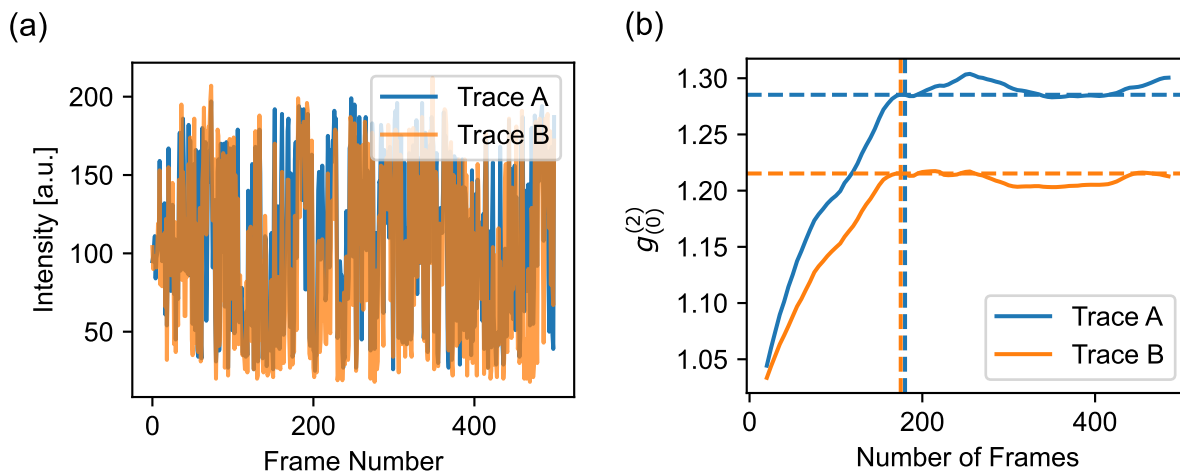 (a)
200
150
100
50
Intensity [a.u.]
0
200
400
Frame Number
Trace A
Trace B
(b)
1.30
1.25
1.20
1.15
1.10
1.05
g^{(2)}_{(0)}
0
200
400
Number of Frames
Trace A
Trace B